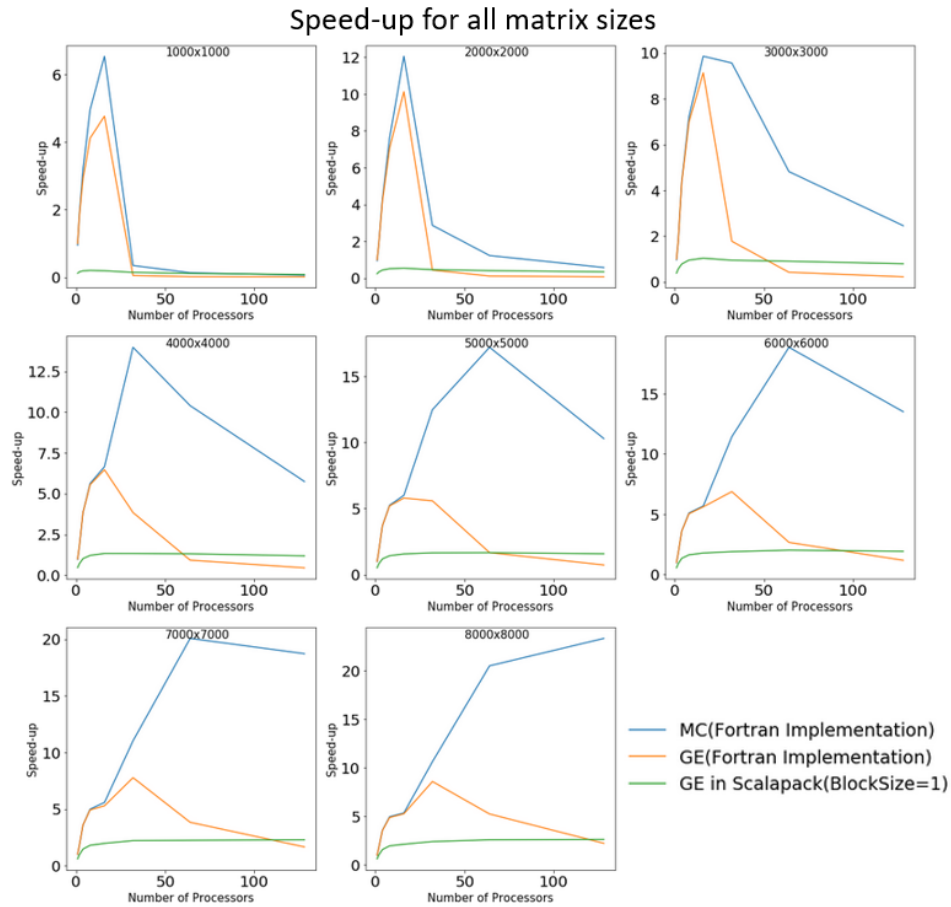 Speed-up for all matrix sizes
1000x1000
6
4
2
0
Speed-up
0
50
100
Number of Processors
2000x2000
12
10
8
6
4
2
0
Speed-up
0
50
100
Number of Processors
3000x3000
10
8
6
4
2
0
Speed-up
0
50
100
Number of Processors
4000x4000
12.5
10.0
7.5
5.0
2.5
0.0
Speed-up
0
50
100
Number of Processors
5000x5000
15
10
5
0
Speed-up
0
50
100
Number of Processors
6000x6000
15
10
5
0
Speed-up
0
50
100
Number of Processors
7000x7000
20
15
10
5
0
Speed-up
0
50
100
Number of Processors
8000x8000
20
15
10
5
0
Speed-up
0
50
100
Number of Processors
MC(Fortran Implementation)
GE(Fortran Implementation)
GE in Scalapack(BlockSize=1)